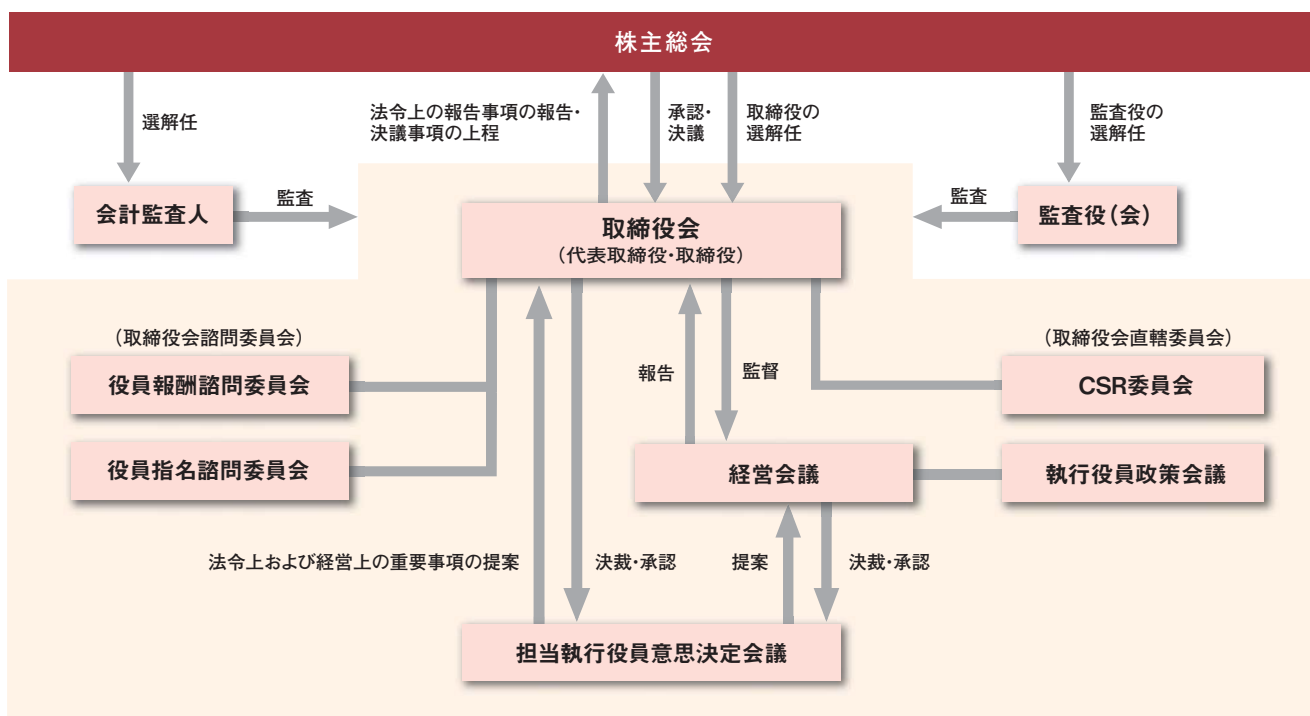 株主総会
選解任
法令上の報告事項の報告・
決議事項の上程
承認・
決議
取締役の
選解任
監査役の
選解任
会計監査人
監査
監査
監査役(会)
取締役会
(代表取締役・取締役)
(取締役会諮問委員会)
役員報酬諮問委員会
役員指名諮問委員会
報告
監督
(取締役会直轄委員会)
CSR委員会
経営会議
執行役員政策会議
法令上および経営上の重要事項の提案
決裁・承認
提案
決裁・承認
担当執行役員意思決定会議